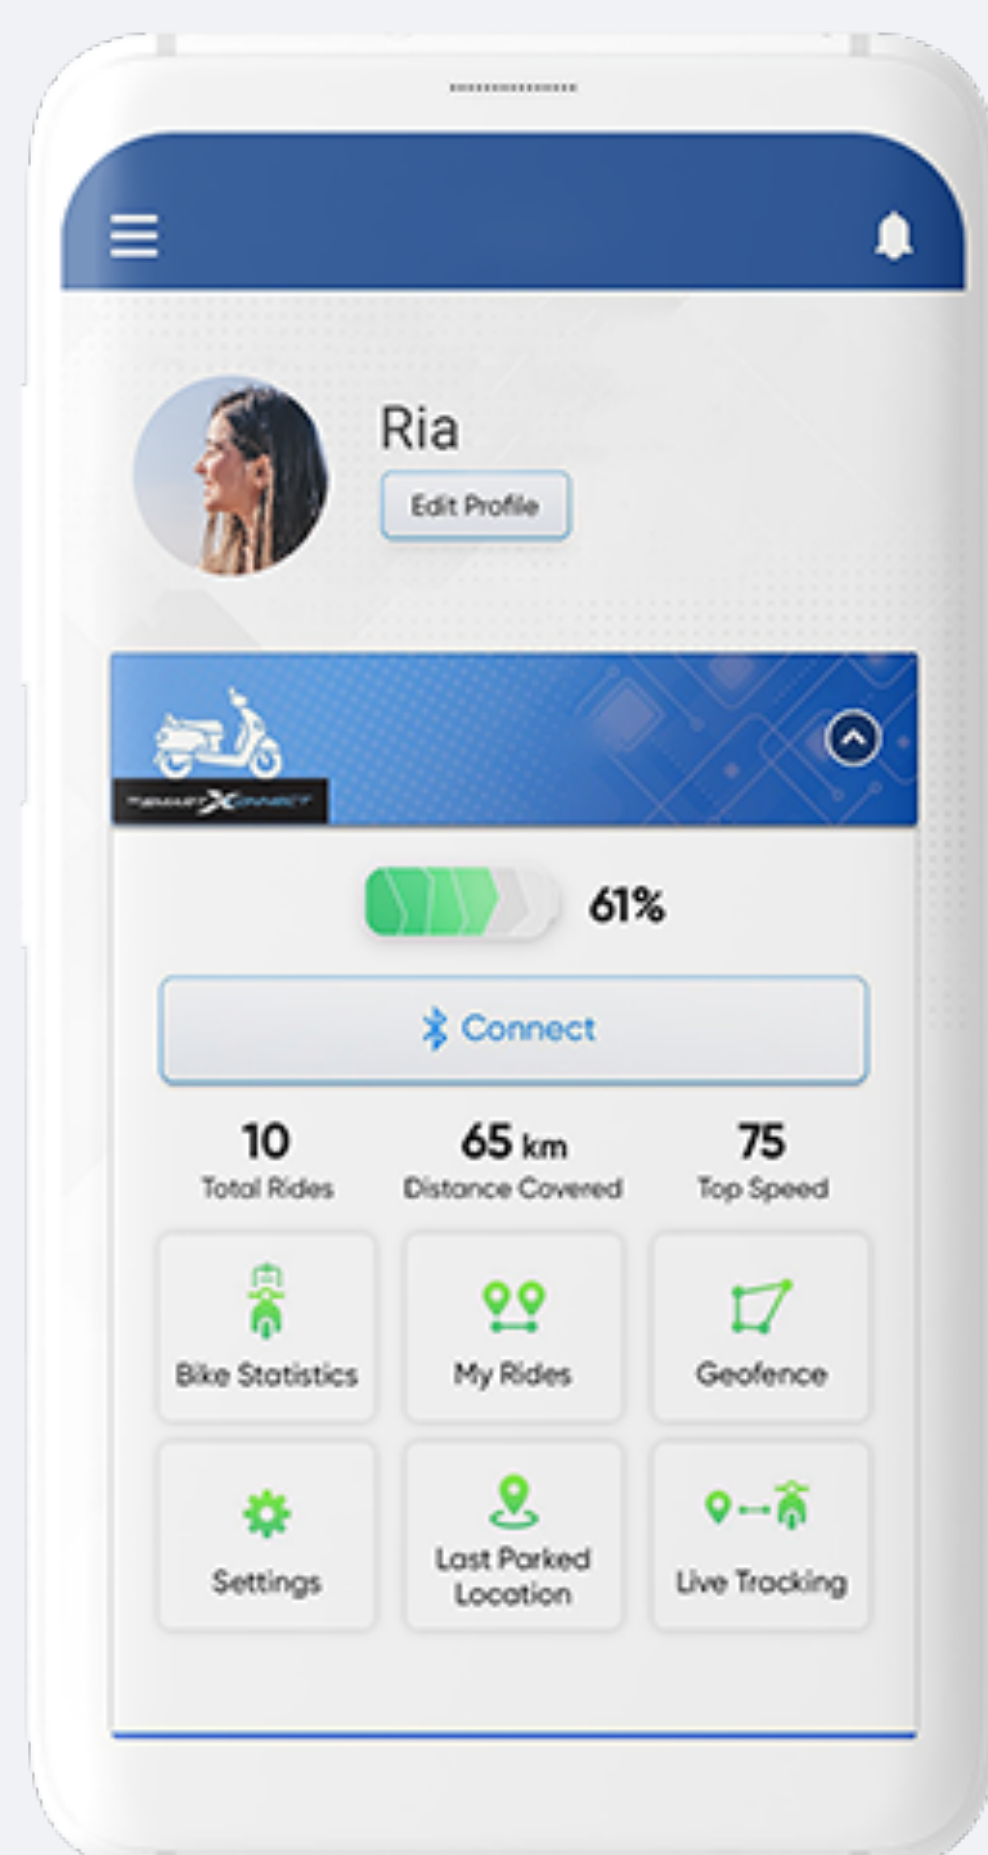 Ria
Edit Profile
61%
Connect
10
Total Rides
65 km
Distance Covered
75
Top Speed
Bike Statistics
My Rides
Geofence
Settings
Last Parked
Location
Live Tracking